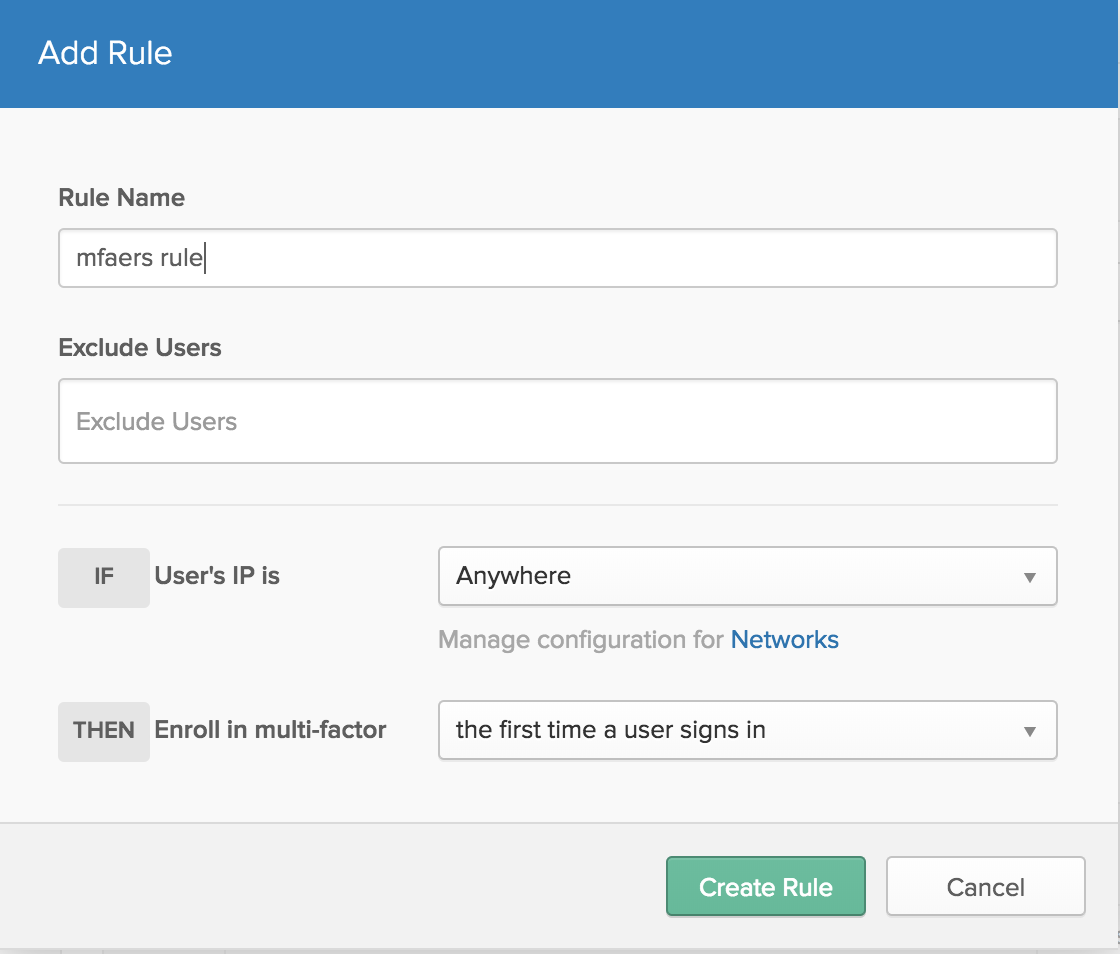 Add Rule
Rule Name
mfaers rule
Exclude Users
Exclude Users
IF User's IP is Anywhere
Manage configuration for Networks
THEN Enroll in multi-factor the first time a user signs in
Create Rule Cancel